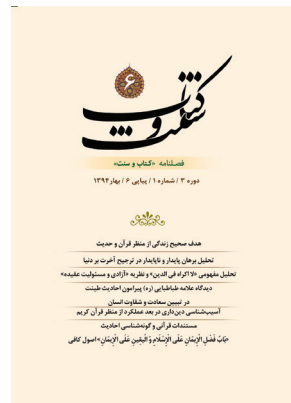 ۶
کتاب و سنت
فصلنامه «کتاب و سنت»
دوره ۳ / شماره ۱ / پیاپی ۶ / بهار ۱۳۹۴
هدف صحیح زندگی از منظر قرآن و حدیث
تحلیل برهان پایدار و ناپایدار در ترجیح آخرت بر دنیا
تحلیل مفهومی «لا اکراه فی الدین» و نظریه «آزادی و مسئولیت عقیده»
دیدگاه علامه طباطبایی (ره) پیرامون احادیث طینت
در تبیین سعادت و شقاوت انسان
آسیب‌شناسی دین‌داری در بعد عملکرد از منظر قرآن کریم
مستندات قرآنی و گونه‌شناسی احادیث
«بَابُ فَضْلِ الْإِيمَانِ عَلَى الْإِسْلَامِ وَ الْيَقِينِ عَلَى الْإِيمَانِ» اصول کافی